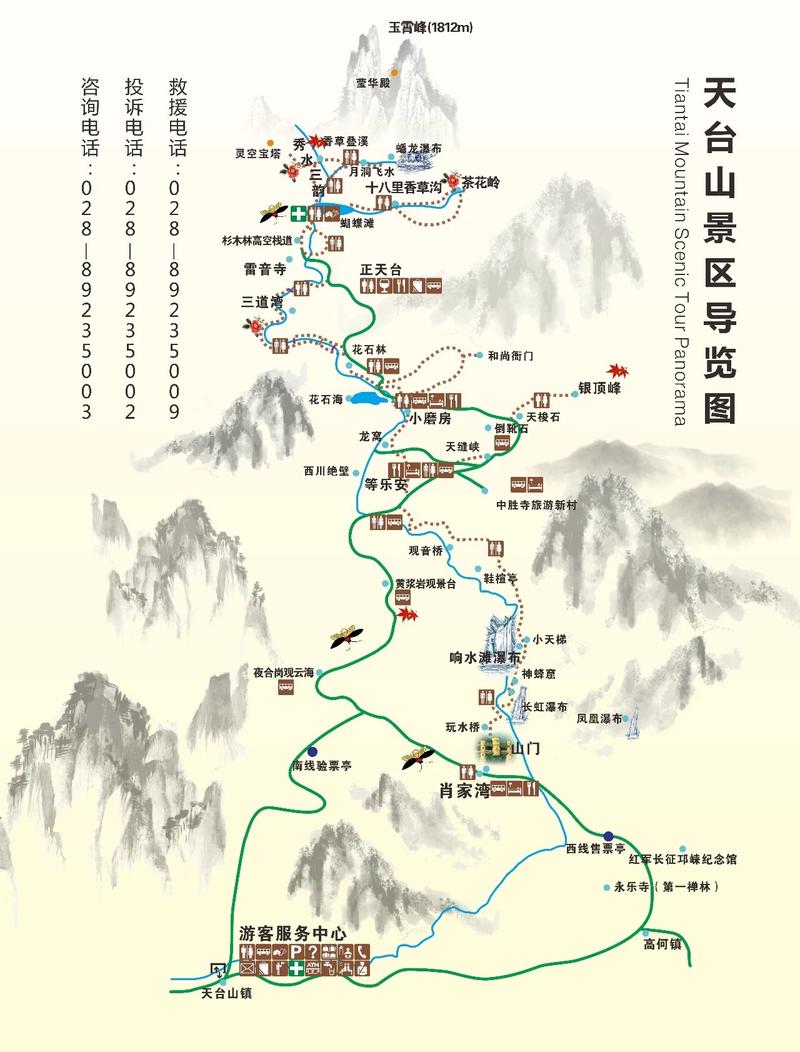 天台山景区导览图
Tiantai Mountain Scenic Tour Panorama
救援电话：028—89235009
投诉电话：028—89235002
咨询电话：028—89235003
玉霄峰(1812m)
莹华殿
秀水三韵
香草叠溪
灵空宝塔
蟠龙瀑布
月洞飞水
十八里香草沟
茶花岭
蝴蝶滩
杉木林高空栈道
雷音寺
正天台
三道湾
花石林
和尚衙门
银顶峰
花石海
小磨房
天梭石
倒靴石
龙窝
天缝峡
西川绝壁
等乐安
中胜寺旅游新村
观音桥
鞋楦亭
黄浆岩观景台
小天梯
响水滩瀑布
神蜂窟
夜合岗观云海
长虹瀑布
凤凰瀑布
玩水桥
山门
南线验票亭
肖家湾
西线售票亭
红军长征邛崃纪念馆
永乐寺（第一禅林）
游客服务中心
P
?
ATM
高何镇
天台山镇